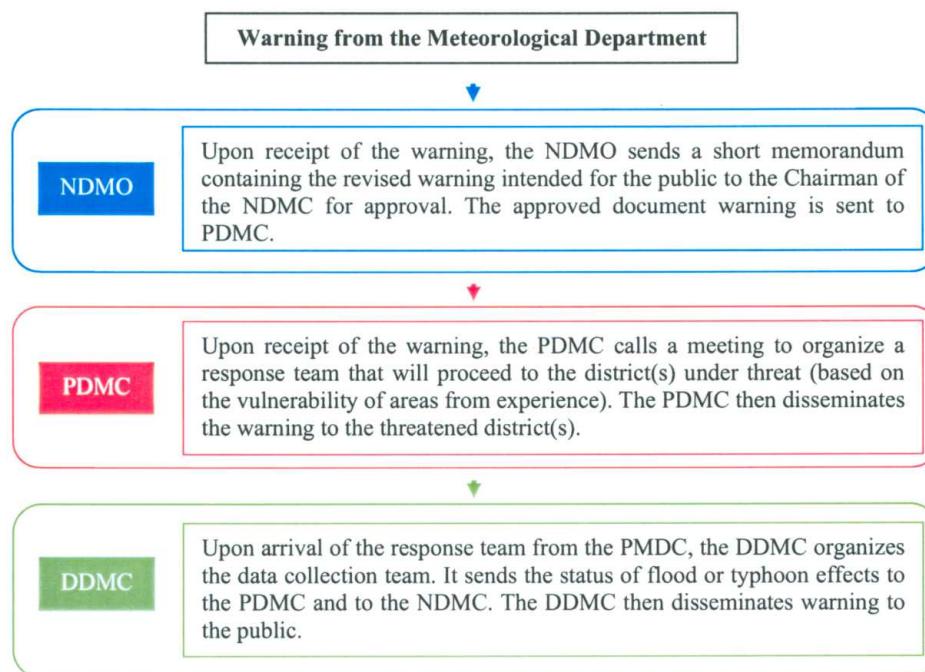 Warning from the Meteorological Department
NDMO
Upon receipt of the warning, the NDMO sends a short memorandum
containing the revised warning intended for the public to the Chairman of
the NDMC for approval. The approved document warning is sent to
PDMC.
PDMC
Upon receipt of the warning, the PDMC calls a meeting to organize a
response team that will proceed to the district(s) under threat (based on
the vulnerability of areas from experience). The PDMC then disseminates
the warning to the threatened district(s).
DDMC
Upon arrival of the response team from the PMDC, the DDMC organizes
the data collection team. It sends the status of flood or typhoon effects to
the PDMC and to the NDMC. The DDMC then disseminates warning to
the public.